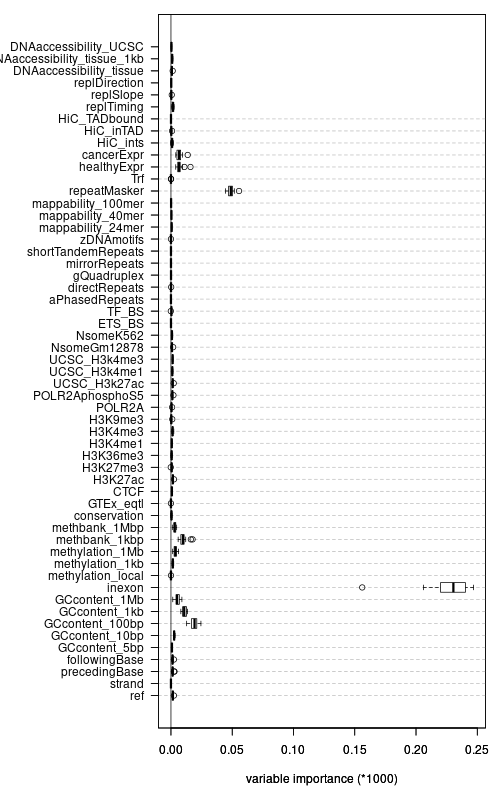 DNAaccessibility_UCSC
NAaccessibility_tissue_1kb
DNAaccessibility_tissue
replDirection
replSlope
replTiming
HiC_TADbound
HiC_inTAD
HiC_ints
cancerExpr
healthyExpr
Trf
repeatMasker
mappability_100mer
mappability_40mer
mappability_24mer
zDNAmotifs
shortTandemRepeats
mirrorRepeats
gQuadruplex
directRepeats
aPhasedRepeats
TF_BS
ETS_BS
NsomeK562
NsomeGm12878
UCSC_H3k4me3
UCSC_H3k4me1
UCSC_H3k27ac
POLR2AphosphoS5
POLR2A
H3K9me3
H3K4me3
H3K4me1
H3K36me3
H3K27me3
H3K27ac
CTCF
GTEx_eqtl
conservation
methbank_1Mbp
methbank_1kbp
methylation_1Mb
methylation_1kb
methylation_local
inexon
GCcontent_1Mb
GCcontent_1kb
GCcontent_100bp
GCcontent_10bp
GCcontent_5bp
followingBase
precedingBase
strand
ref
0.00 0.05 0.10 0.15 0.20 0.25
variable importance (*1000)